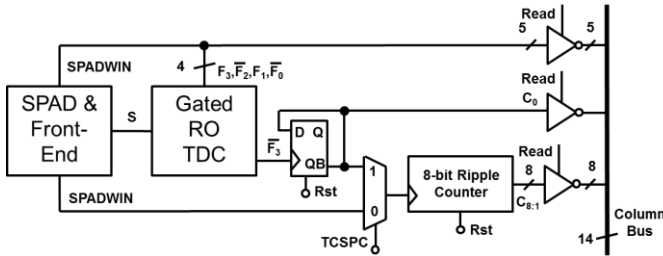 Read
5
5
SPADWIN
4
F₃,F̅₂,F₁,F̅₀
Read
SPAD &
Front-
End
S
Gated
RO
TDC
C₀
D Q
F̅₃
QB
Read
1
8-bit Ripple
Counter
8
8
Rst
C₈:₁
SPADWIN
0
Column
Bus
Rst
14
TCSPC